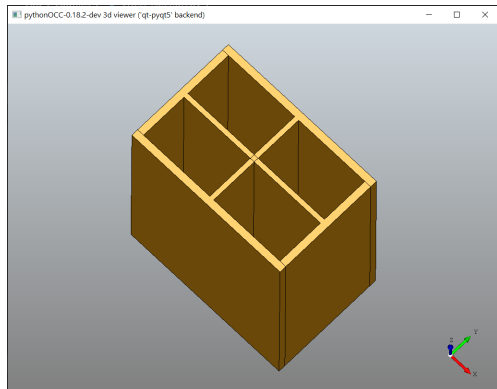 pythonOCC-0.18.2-dev 3d viewer ('qt-pyqt5' backend)
Z
Y
X